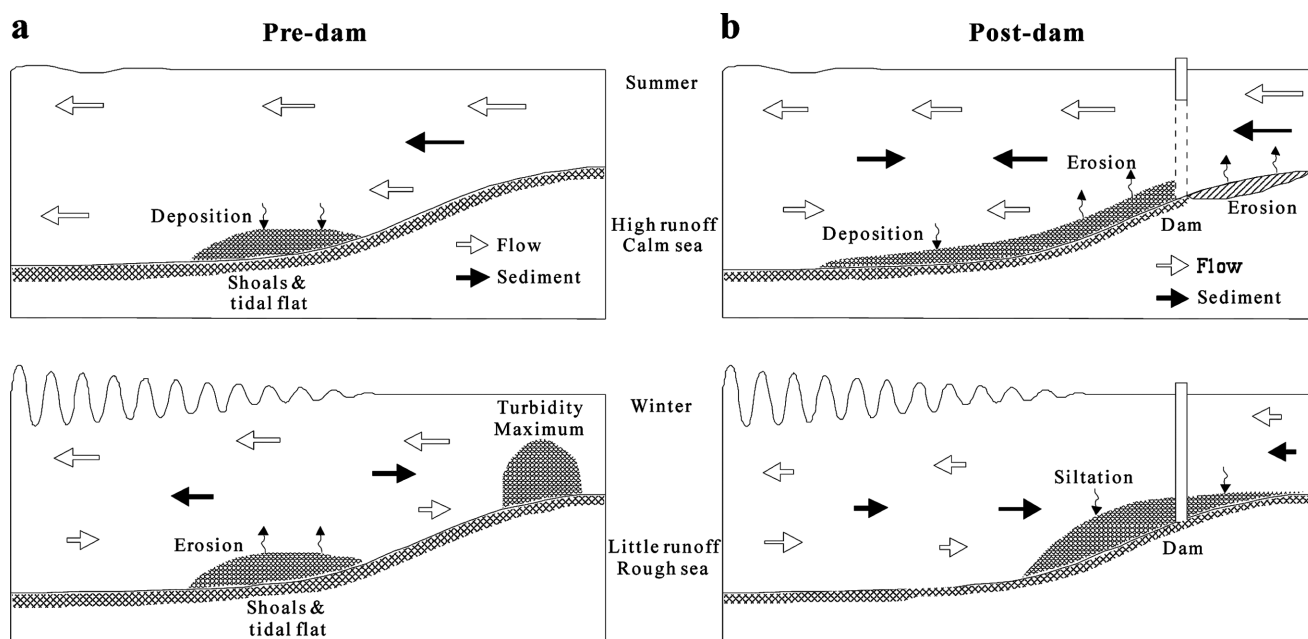 a
Pre-dam
b
Post-dam
Summer
High runoff
Calm sea
Deposition
Flow
Sediment
Shoals &
tidal flat
Erosion
Deposition
Dam
Erosion
Flow
Sediment
Winter
Little runoff
Rough sea
Turbidity
Maximum
Erosion
Shoals &
tidal flat
Siltation
Dam